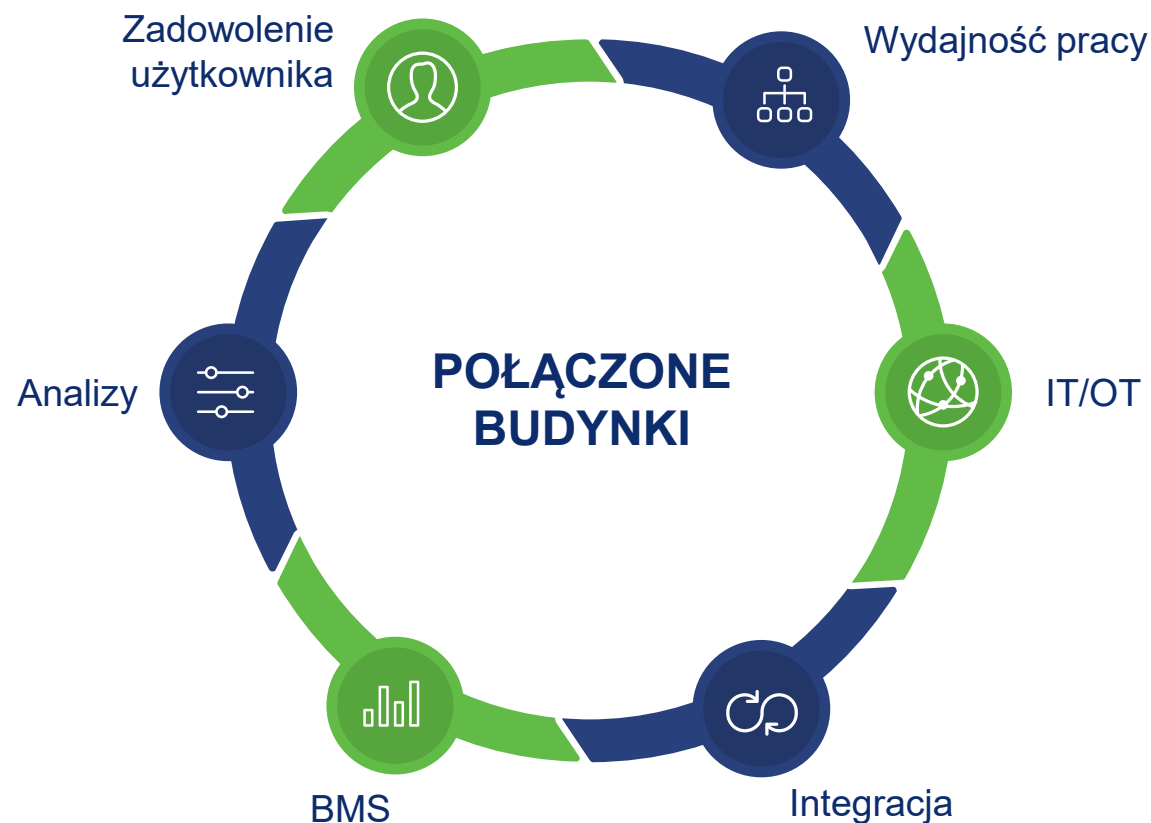 Zadowolenie
użytkownika
Wydajność pracy
Analizy
POŁĄCZONE
BUDYNKI
IT/OT
BMS
Integracja